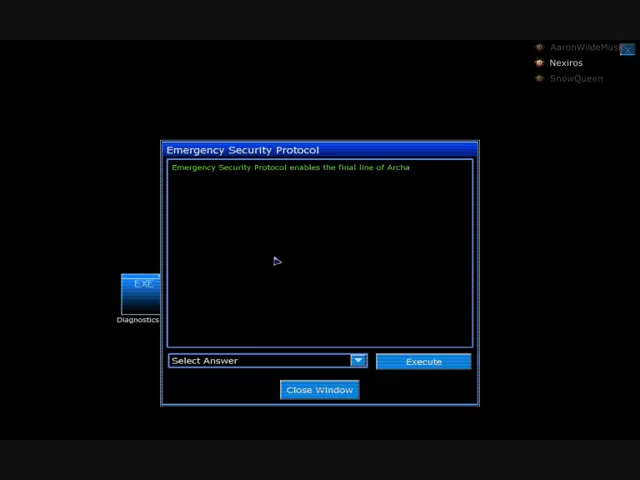 AaronWildeMus
Nexiros
SnowQueen
Emergency Security Protocol
Emergency Security Protocol enables the final line of Archa
EXE
Diagnostics
Select Answer
Execute
Close Window